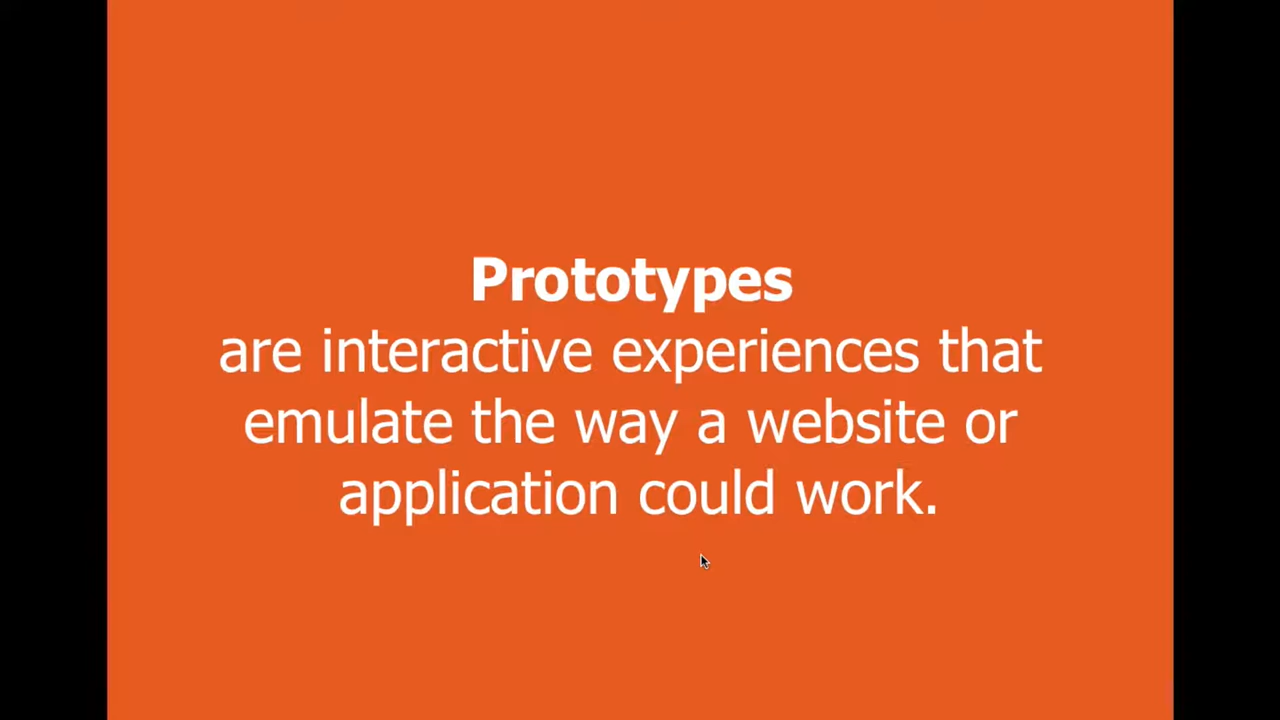 Prototypes
are interactive experiences that
emulate the way a website or
application could work.